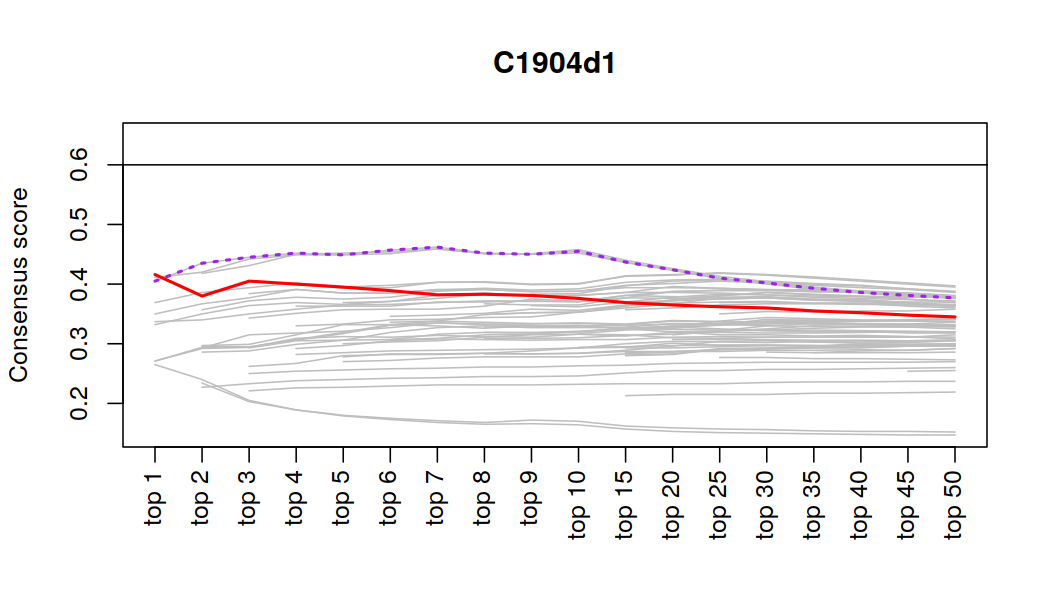 C1904d1
Consensus score
0.6
0.5
0.4
0.3
0.2
top 1
top 2
top 3
top 4
top 5
top 6
top 7
top 8
top 9
top 10
top 15
top 20
top 25
top 30
top 35
top 40
top 45
top 50